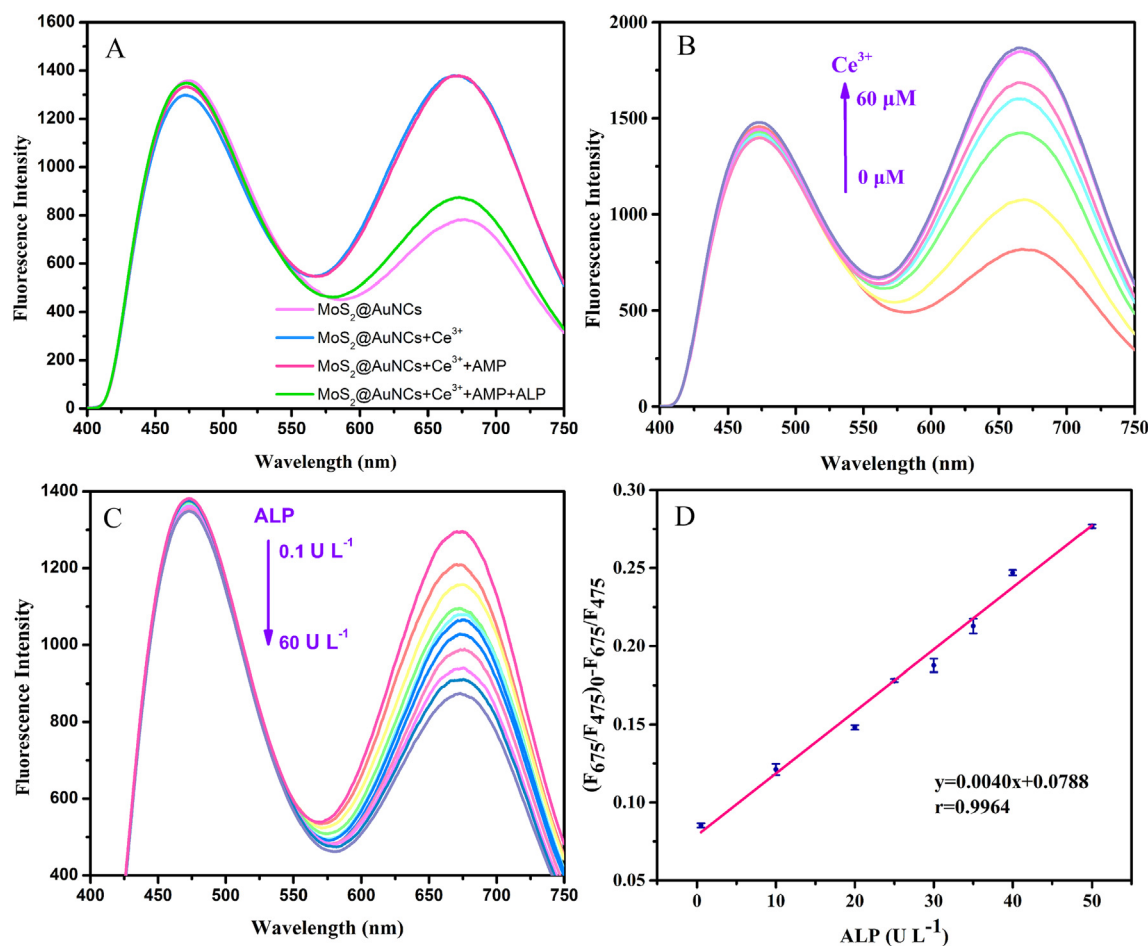 A
1600
1400
1200
1000
800
600
400
200
0
400 450 500 550 600 650 700 750
Fluorescence Intensity
Wavelength (nm)
MoS₂@AuNCs
MoS₂@AuNCs+Ce³⁺
MoS₂@AuNCs+Ce³⁺+AMP
MoS₂@AuNCs+Ce³⁺+AMP+ALP
B
2000
1500
1000
500
0
400 450 500 550 600 650 700 750
Fluorescence Intensity
Wavelength (nm)
Ce³⁺
60 μM
0 μM
C
1400
1200
1000
800
600
400
400 450 500 550 600 650 700 750
Fluorescence Intensity
Wavelength (nm)
ALP
0.1 U L⁻¹
60 U L⁻¹
D
0.30
0.25
0.20
0.15
0.10
0.05
0 10 20 30 40 50
(F₆₇₅/F₄₇₅)₀-F₆₇₅/F₄₇₅
ALP (U L⁻¹)
y=0.0040x+0.0788
r=0.9964